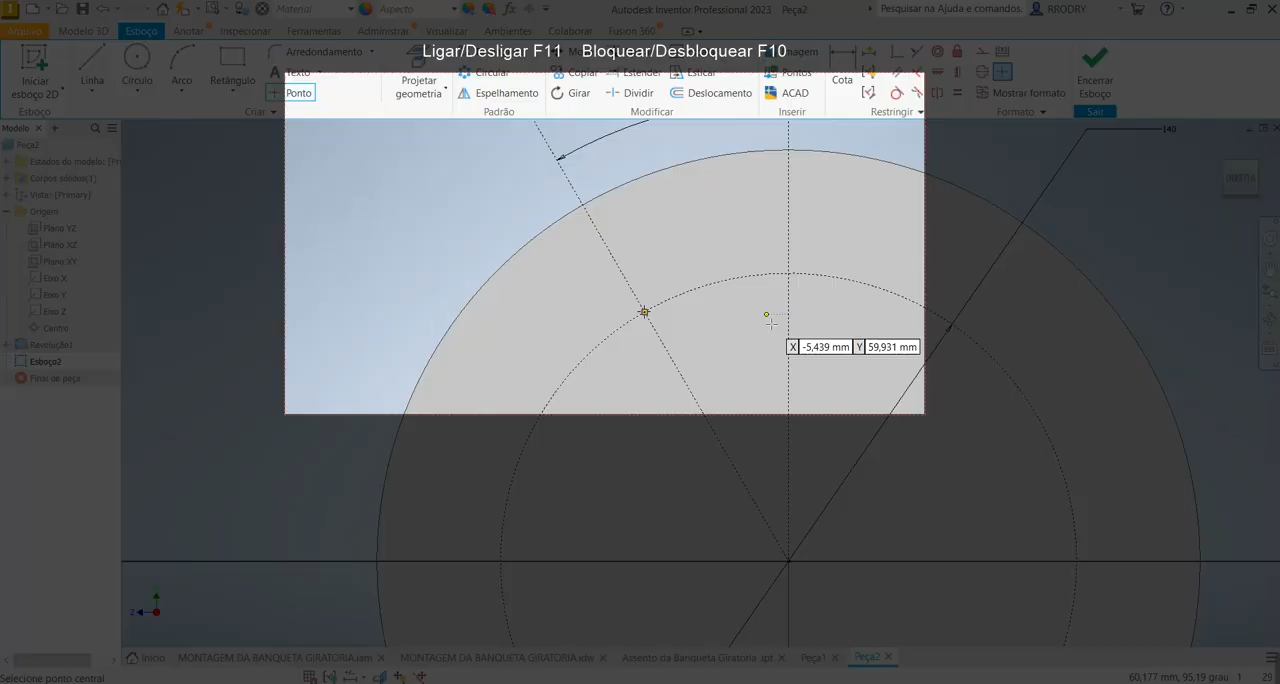 Material
Aspecto
Autodesk Inventor Professional 2023 Peça2
Pesquisar na Ajuda e comandos.
RRODRY
Arquivo
Modelo 3D
Esboço
Anotar
Inspecionar
Ferramentas
Administrar
Visualizar
Ambientes
Colaborar
Fusion 360
Ligar/Desligar F11 Bloquear/Desbloquear F10
Iniciar
esboço 2D
Linha
Círculo
Arco
Retângulo
Arredondamento
Texto
Ponto
Projetar
geometria
Circular
Espelhamento
Copiar
Girar
Estender
Dividir
Esticar
Deslocamento
Imagem
Pontos
ACAD
Cota
Mostrar formato
Encerrar
Esboço
Esboço
Criar
Padrão
Modificar
Inserir
Restringir
Formato
Sair
Modelo
Peça2
Estados do modelo: [Pri
Corpos sólidos(1)
Vista: [Primary]
Origem
Plano YZ
Plano XZ
Plano XY
Eixo X
Eixo Y
Eixo Z
Centro
Revolução1
Esboço2
Final de peça
140
DIREITA
X -5,439 mm Y 59,931 mm
Z
Início
MONTAGEM DA BANQUETA GIRATORIA.iam
MONTAGEM DA BANQUETA GIRATORIA.idw
Assento da Banqueta Giratoria .ipt
Peça1
Peça2
Selecione ponto central
60,177 mm, 95,19 grau 1 29